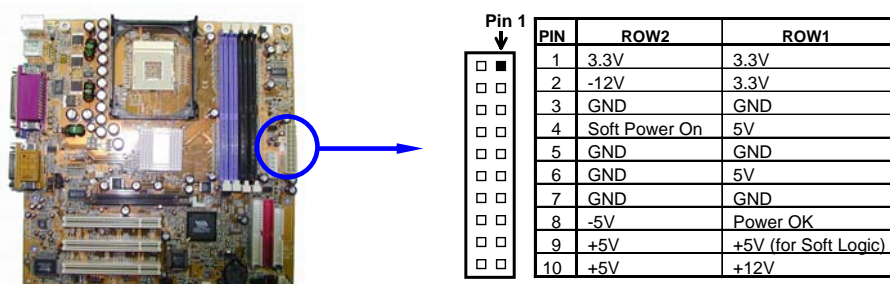 Pin 1
PIN ROW2 ROW1
1 3.3V 3.3V
2 -12V 3.3V
3 GND GND
4 Soft Power On 5V
5 GND GND
6 GND 5V
7 GND GND
8 -5V Power OK
9 +5V +5V (for Soft Logic)
10 +5V +12V